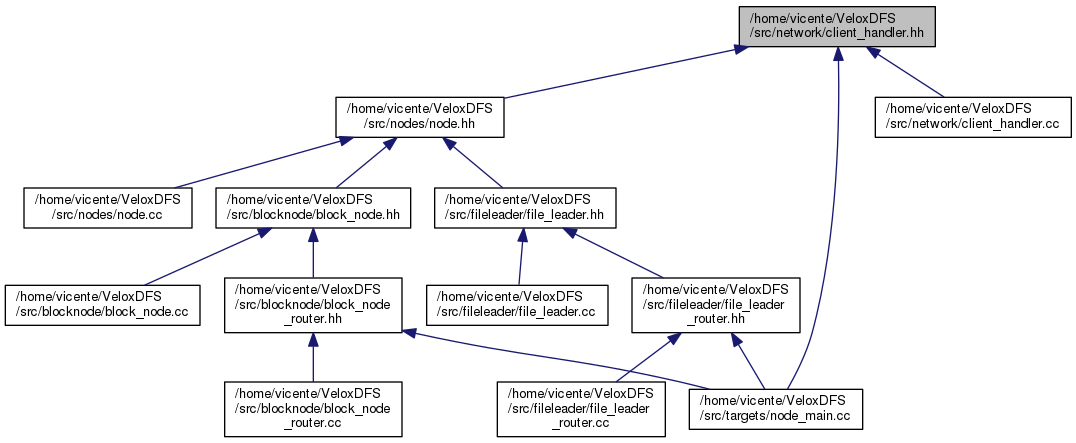 /home/vicente/VeloxDFS
/src/network/client_handler.hh
/home/vicente/VeloxDFS
/src/nodes/node.hh
/home/vicente/VeloxDFS
/src/network/client_handler.cc
/home/vicente/VeloxDFS
/src/nodes/node.cc
/home/vicente/VeloxDFS
/src/blocknode/block_node.hh
/home/vicente/VeloxDFS
/src/fileleader/file_leader.hh
/home/vicente/VeloxDFS
/src/blocknode/block_node.cc
/home/vicente/VeloxDFS
/src/blocknode/block_node
_router.hh
/home/vicente/VeloxDFS
/src/fileleader/file_leader.cc
/home/vicente/VeloxDFS
/src/fileleader/file_leader
_router.hh
/home/vicente/VeloxDFS
/src/blocknode/block_node
_router.cc
/home/vicente/VeloxDFS
/src/fileleader/file_leader
_router.cc
/home/vicente/VeloxDFS
/src/targets/node_main.cc